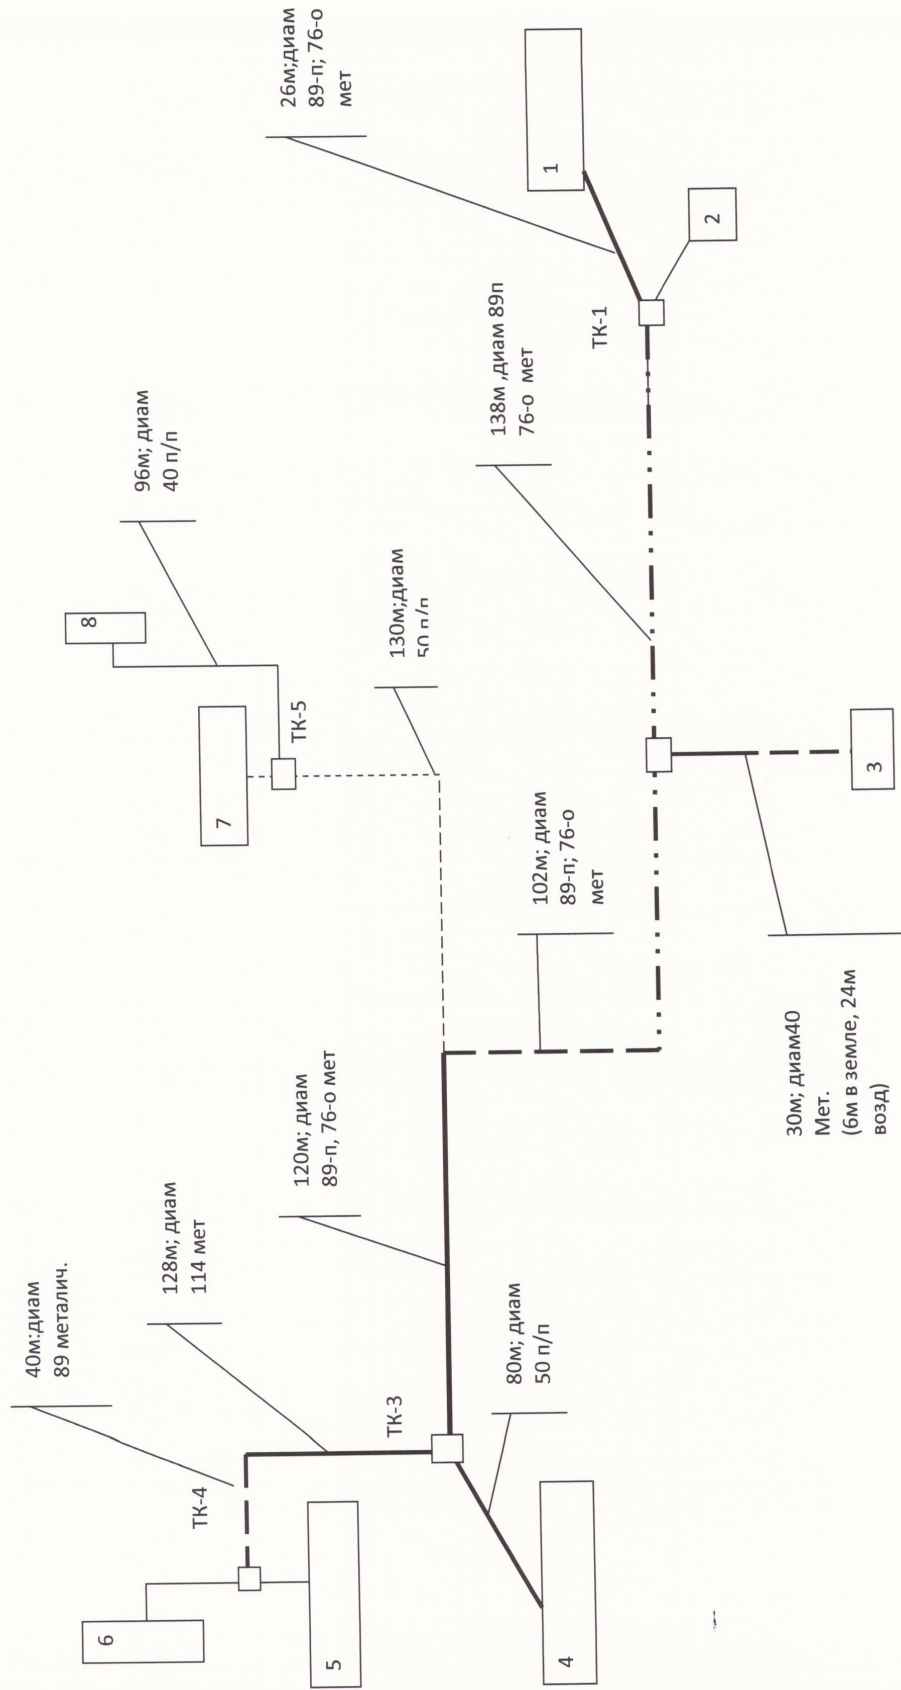 40м:диам
89 металич.
8
6
96м; диам
40 п/п
128м; диам
114 мет
ТК-4
7
26м;диам
89-п; 76-о
мет
120м; диам
89-п, 76-о мет
ТК-5
5
ТК-3
130м;диам
50 п/п
138м ,диам 89п
76-о мет
80м; диам
50 п/п
102м; диам
89-п; 76-о
мет
1
4
ТК-1
2
30м; диам40
Мет.
(6м в земле, 24м
возд)
3